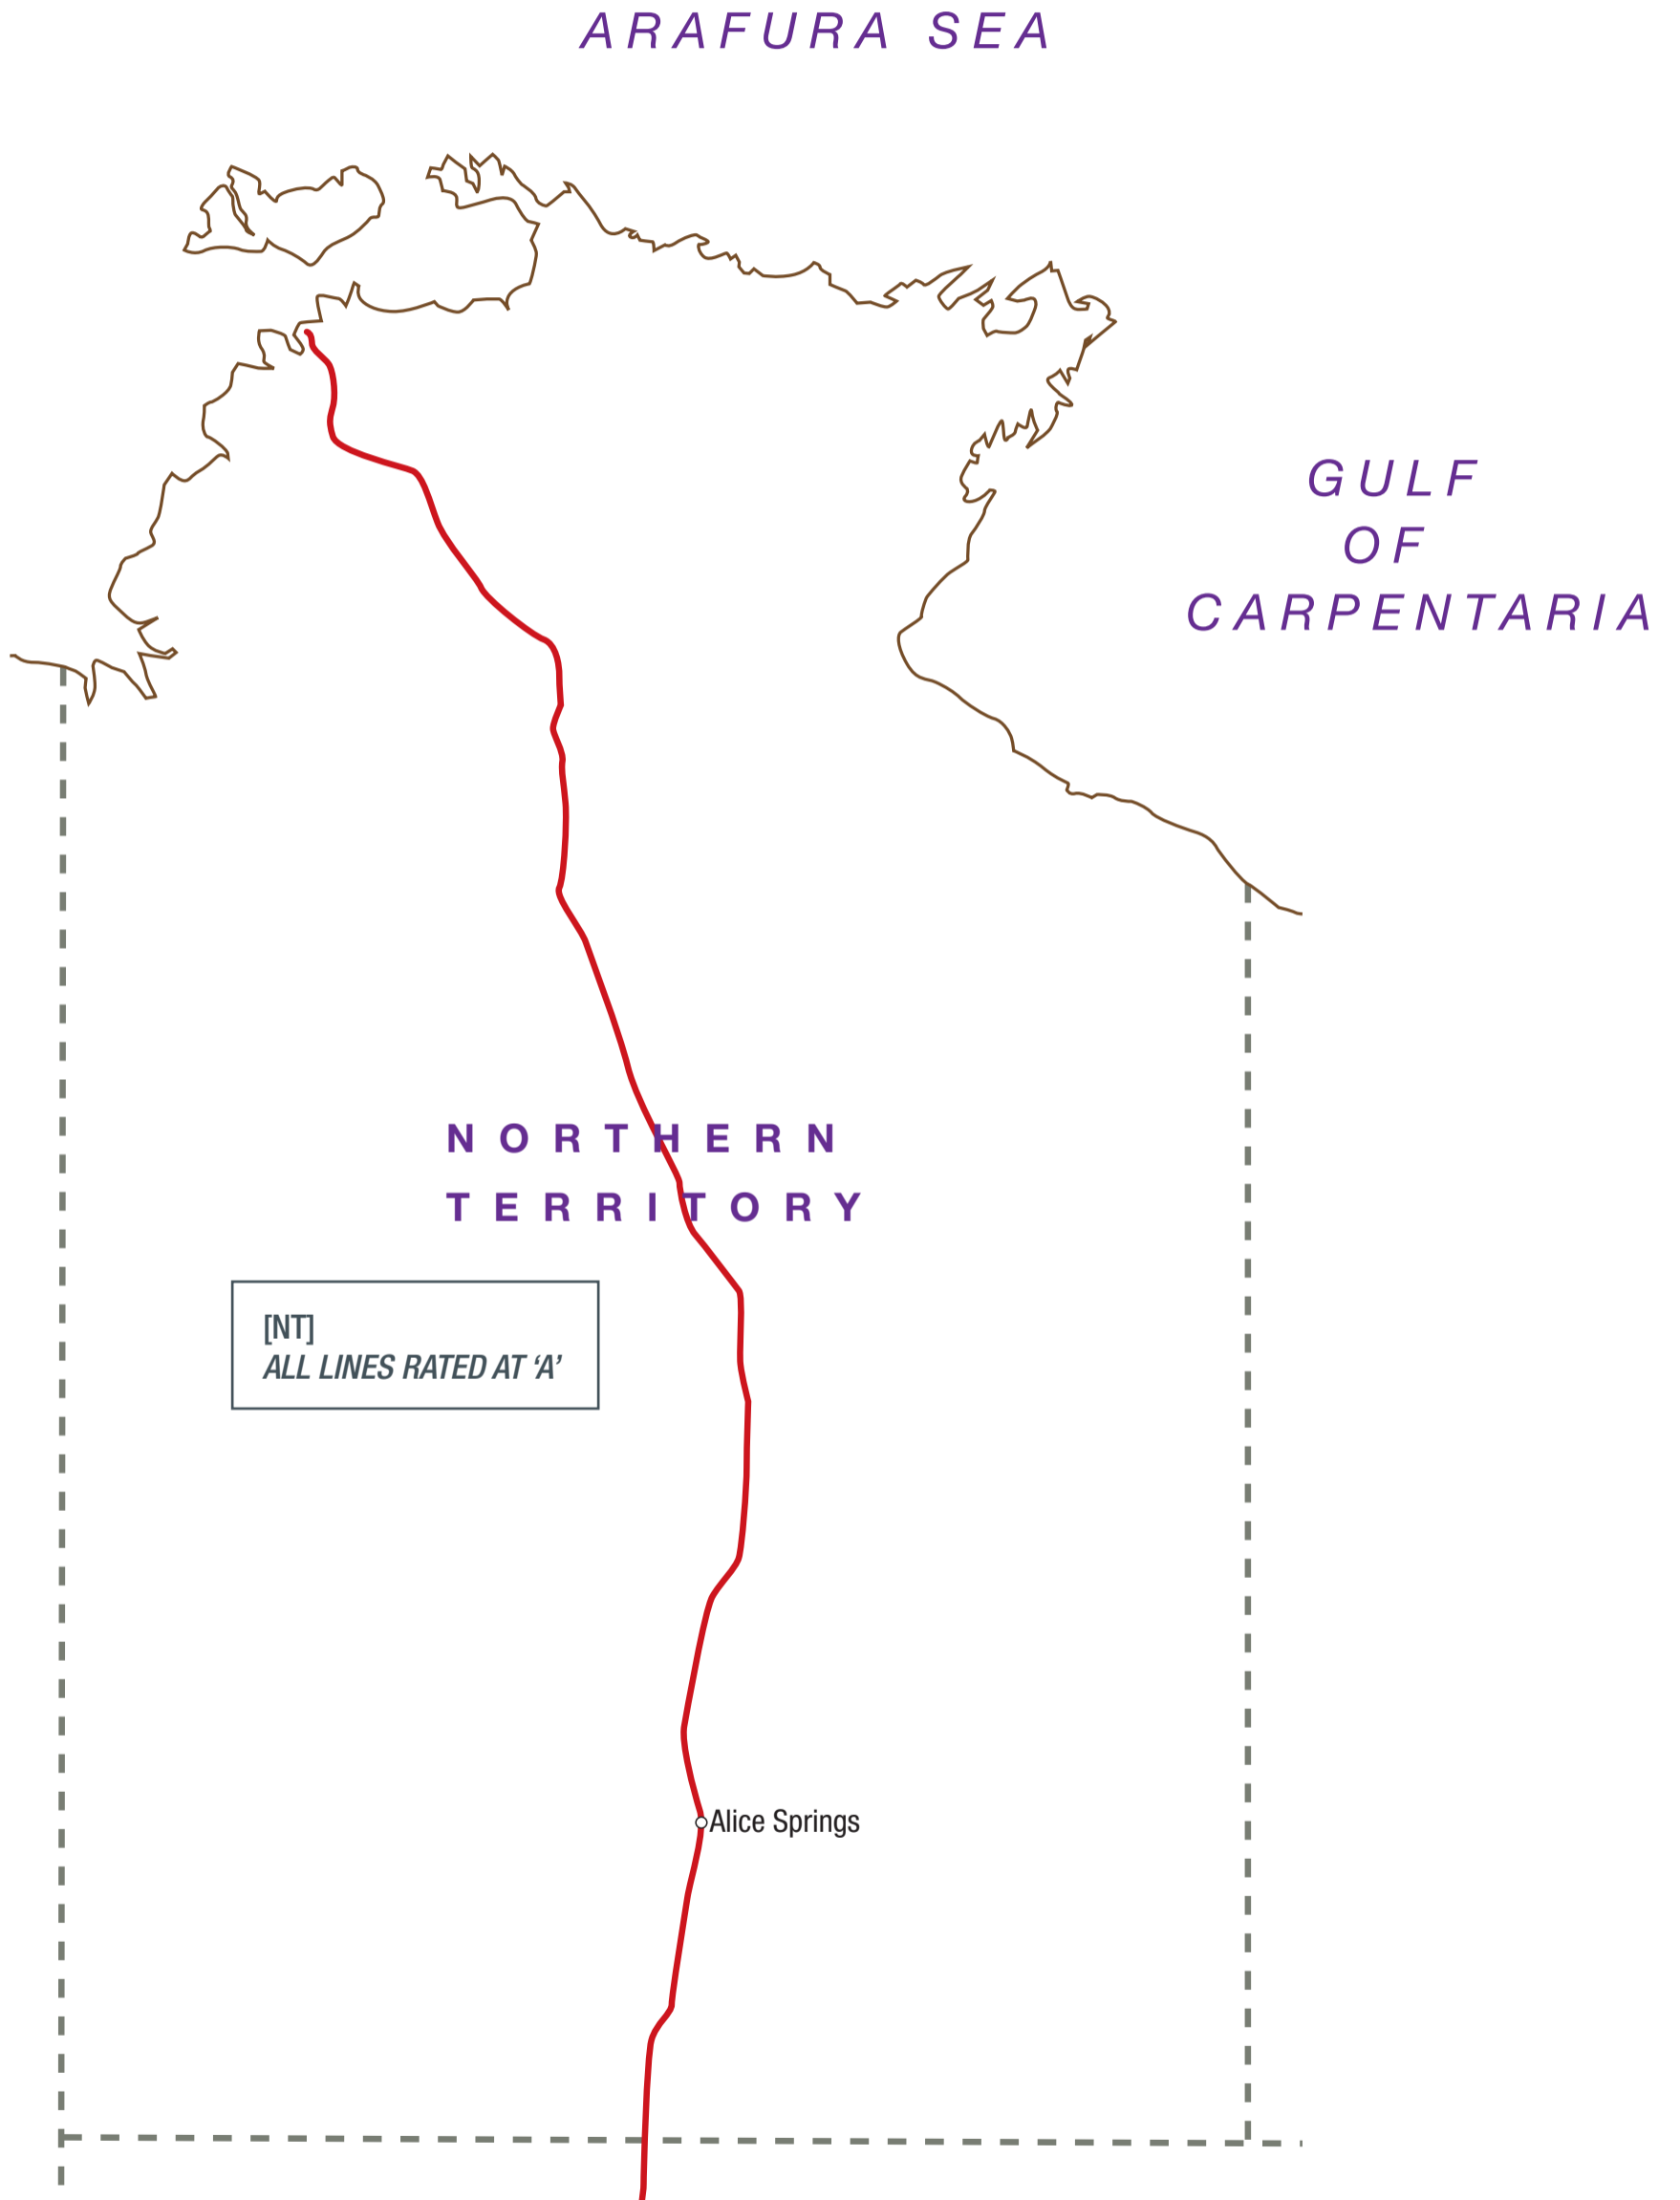 ARAFURA SEA
GULF
OF
CARPENTARIA
NORTHERN
TERRITORY
[NT]
ALL LINES RATED AT ‘A’
Alice Springs